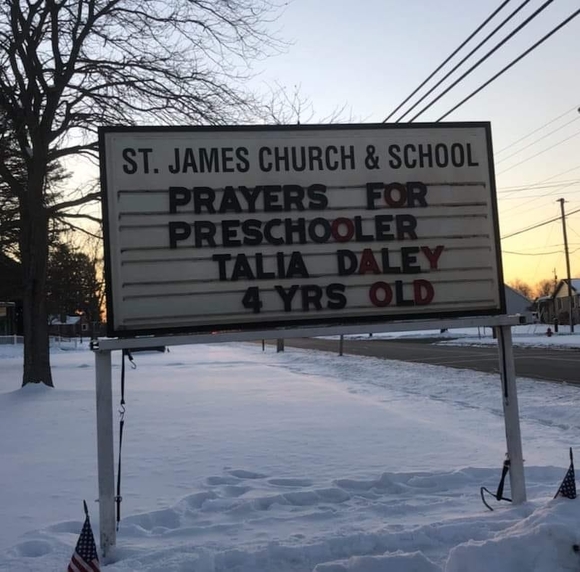 ST. JAMES CHURCH & SCHOOL
PRAYERS FOR
PRESCHOOLER
TALIA DALEY
4 YRS OLD